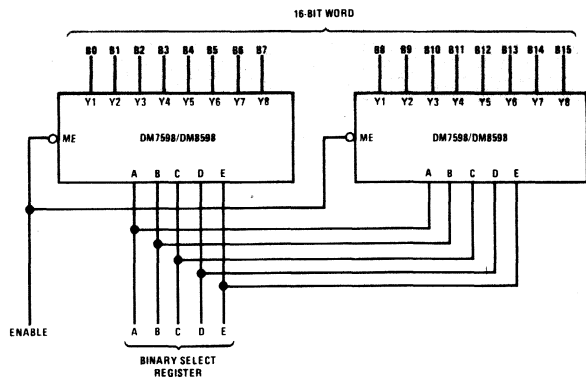 16-BIT WORD
B0 B1 B2 B3 B4 B5 B6 B7 B8 B9 B10 B11 B12 B13 B14 B15
Y1 Y2 Y3 Y4 Y5 Y6 Y7 Y8 Y1 Y2 Y3 Y4 Y5 Y6 Y7 Y8
ME DM7598/DM8598 ME DM7598/DM8598
A B C D E A B C D E
ENABLE A B C D E
BINARY SELECT
REGISTER